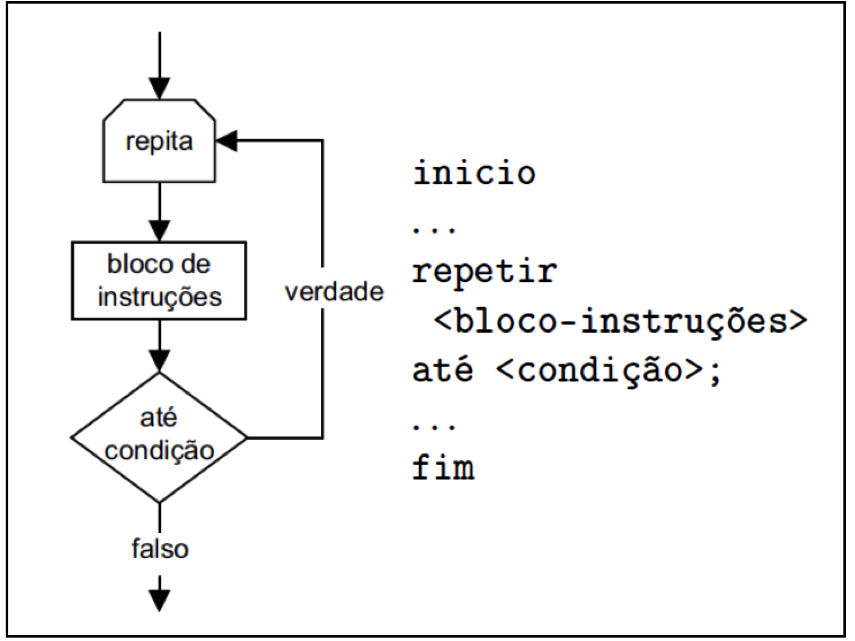 repita
bloco de
instruções
verdade
até
condição
falso
inicio
...
repetir
<bloco-instruções>
até <condição>;
...
fim